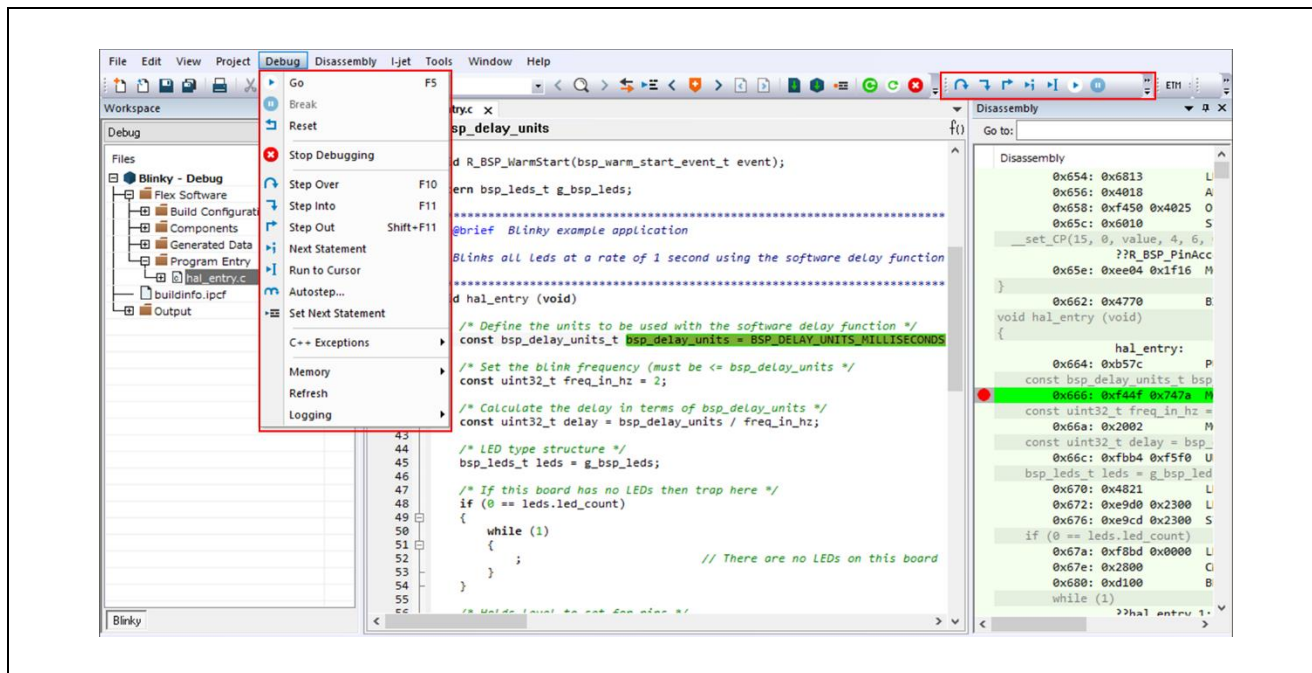 File Edit View Project Debug Disassembly I-jet Tools Window Help
ETM
Workspace
Debug
Files
Blinky - Debug
Flex Software
Build Configurati
Components
Generated Data
Program Entry
hal_entry.c
buildinfo.ipcf
Output
Blinky
Go F5
Break
Reset
Stop Debugging
Step Over F10
Step Into F11
Step Out Shift+F11
Next Statement
Run to Cursor
Autostep...
Set Next Statement
C++ Exceptions
Memory
Refresh
Logging
try.c x
sp_delay_units f()
d R_BSP_WarmStart(bsp_warm_start_event_t event);
ern bsp_leds_t g_bsp_leds;
*****************************************************************
@brief Blinky example application
Blinks all leds at a rate of 1 second using the software delay function
*****************************************************************
d hal_entry (void)
/* Define the units to be used with the software delay function */
const bsp_delay_units_t bsp_delay_units = BSP_DELAY_UNITS_MILLISECONDS
/* Set the blink frequency (must be <= bsp_delay_units */
const uint32_t freq_in_hz = 2;
/* Calculate the delay in terms of bsp_delay_units */
const uint32_t delay = bsp_delay_units / freq_in_hz;
43
44 /* LED type structure */
45 bsp_leds_t leds = g_bsp_leds;
46
47 /* If this board has no LEDs then trap here */
48 if (0 == leds.led_count)
49 {
50 while (1)
51 {
52 ; // There are no LEDs on this board
53 }
54 }
55
Disassembly
Go to:
Disassembly
0x654: 0x6813 L
0x656: 0x4018 A
0x658: 0xf450 0x4025 O
0x65c: 0x6010 S
__set_CP(15, 0, value, 4, 6,
??R_BSP_PinAcc
0x65e: 0xee04 0x1f16 M
}
0x662: 0x4770 B
void hal_entry (void)
{
hal_entry:
0x664: 0xb57c P
const bsp_delay_units_t bsp
0x666: 0xf44f 0x747a M
const uint32_t freq_in_hz =
0x66a: 0x2002 M
const uint32_t delay = bsp_
0x66c: 0xfbb4 0xf5f0 U
bsp_leds_t leds = g_bsp_led
0x670: 0x4821 L
0x672: 0xe9d0 0x2300 L
0x676: 0xe9cd 0x2300 S
if (0 == leds.led_count)
0x67a: 0xf8bd 0x0000 L
0x67e: 0x2800 C
0x680: 0xd100 B
while (1)